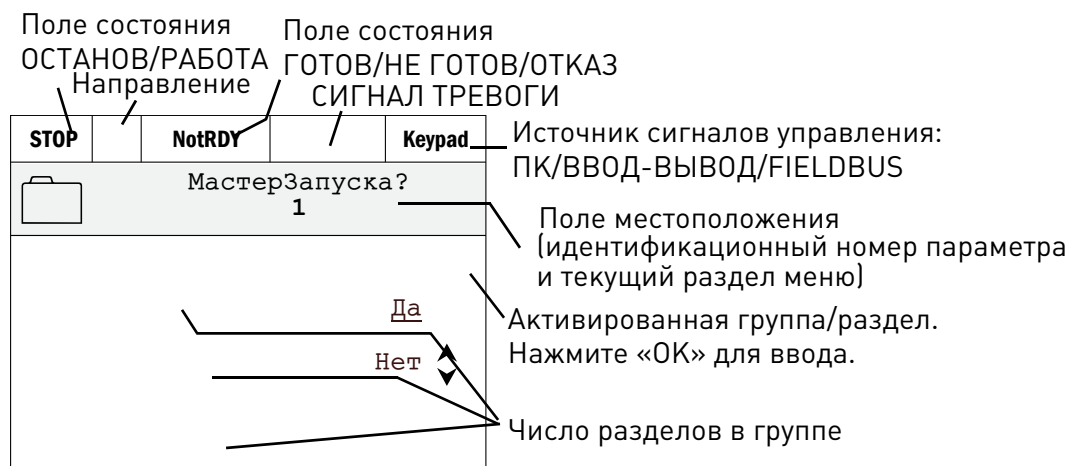 Поле состояния
ОСТАНОВ/РАБОТА
Направление
Поле состояния
ГОТОВ/НЕ ГОТОВ/ОТКАЗ
СИГНАЛ ТРЕВОГИ
STOP NotRDY Keypad
Источник сигналов управления:
ПК/ВВОД-ВЫВОД/FIELDBUS
МастерЗапуска?
1
Поле местоположения
(идентификационный номер параметра
и текущий раздел меню)
Да
Активированная группа/раздел.
Нажмите «ОК» для ввода.
Нет
Число разделов в группе